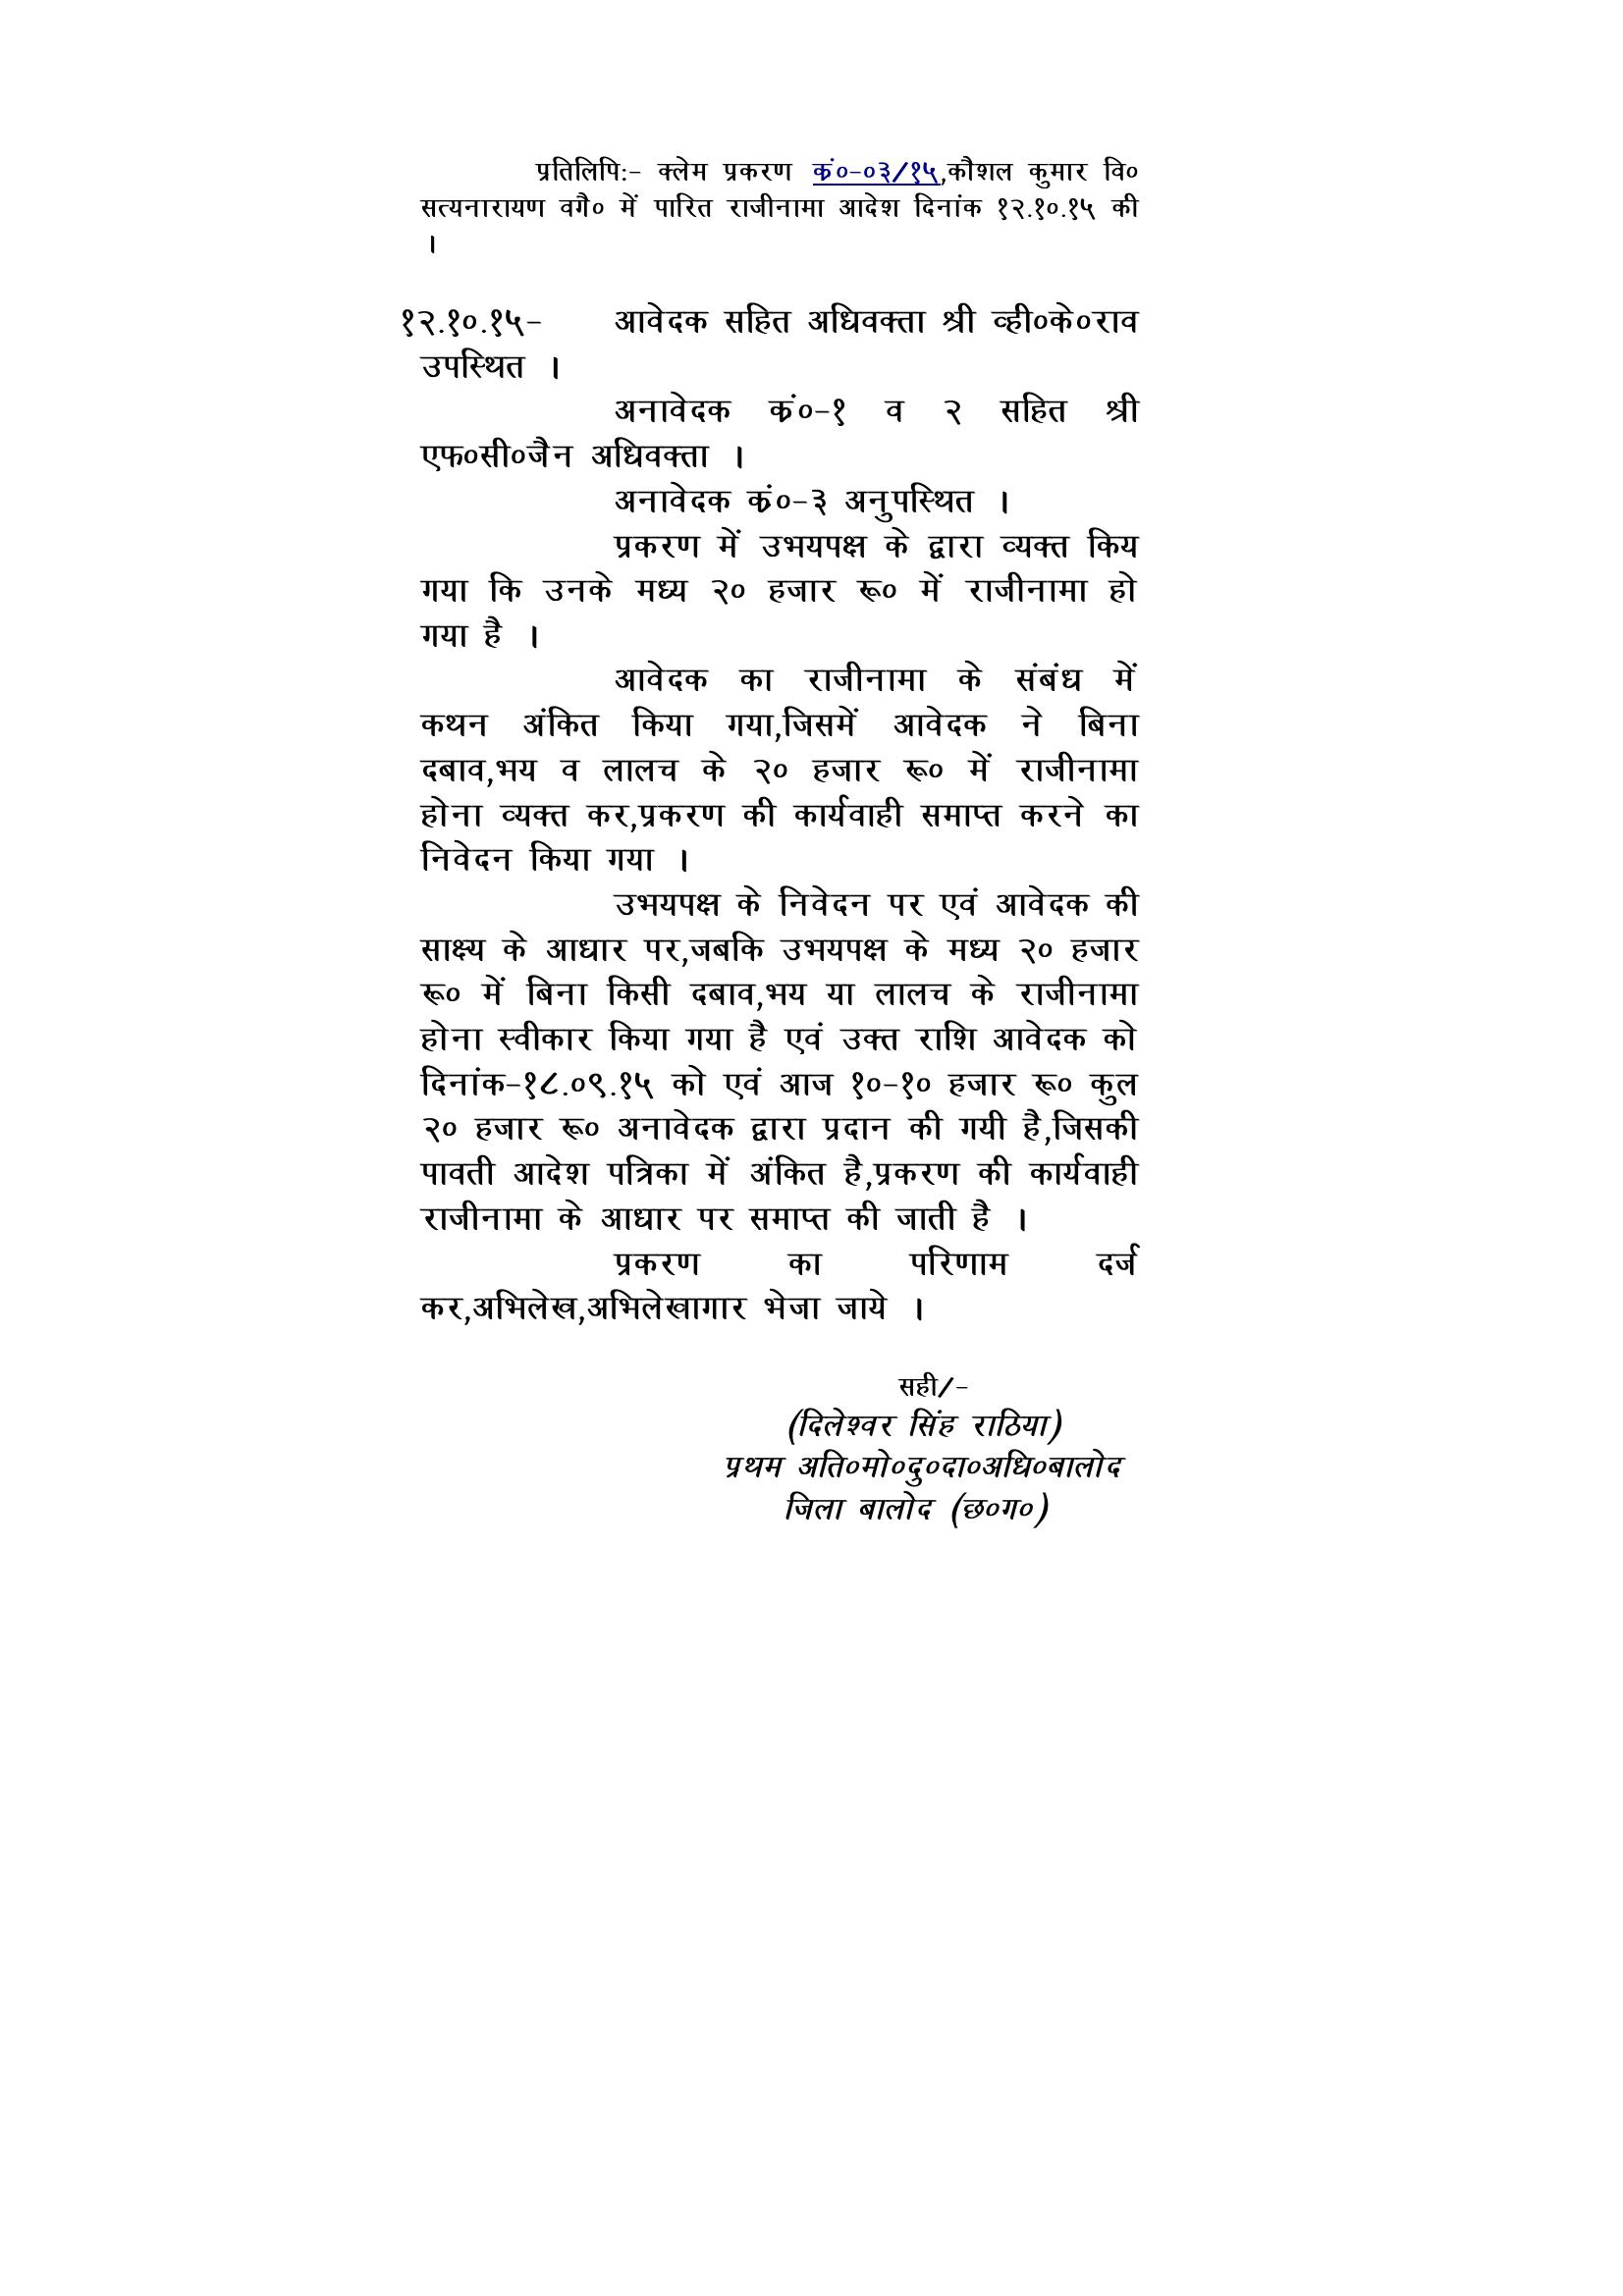 प्रतिलिपि:- क्लेम प्रकरण क्रं०-०३/१५,कौशल कुमार वि०
सत्यनारायण वगै० में पारित राजीनामा आदेश दिनांक १२.१०.१५ की
।
१२.१०.१५- आवेदक सहित अधिवक्ता श्री व्ही०के०राव
उपस्थित ।
अनावेदक क्रं०-१ व २ सहित श्री
एफ०सी०जैन अधिवक्ता ।
अनावेदक क्रं०-३ अनुपस्थित ।
प्रकरण में उभयपक्ष के द्वारा व्यक्त किय
गया कि उनके मध्य २० हजार रू० में राजीनामा हो
गया है ।
आवेदक का राजीनामा के संबंध में
कथन अंकित किया गया,जिसमें आवेदक ने बिना
दबाव,भय व लालच के २० हजार रू० में राजीनामा
होना व्यक्त कर,प्रकरण की कार्यवाही समाप्त करने का
निवेदन किया गया ।
उभयपक्ष के निवेदन पर एवं आवेदक की
साक्ष्य के आधार पर,जबकि उभयपक्ष के मध्य २० हजार
रू० में बिना किसी दबाव,भय या लालच के राजीनामा
होना स्वीकार किया गया है एवं उक्त राशि आवेदक को
दिनांक-१८.०९.१५ को एवं आज १०-१० हजार रू० कुल
२० हजार रू० अनावेदक द्वारा प्रदान की गयी है,जिसकी
पावती आदेश पत्रिका में अंकित है,प्रकरण की कार्यवाही
राजीनामा के आधार पर समाप्त की जाती है ।
प्रकरण का परिणाम दर्ज
कर,अभिलेख,अभिलेखागार भेजा जाये ।
सही/-
(दिलेश्वर सिंह राठिया)
प्रथम अति०मो०दु०दा०अधि०बालोद
जिला बालोद (छ०ग०)